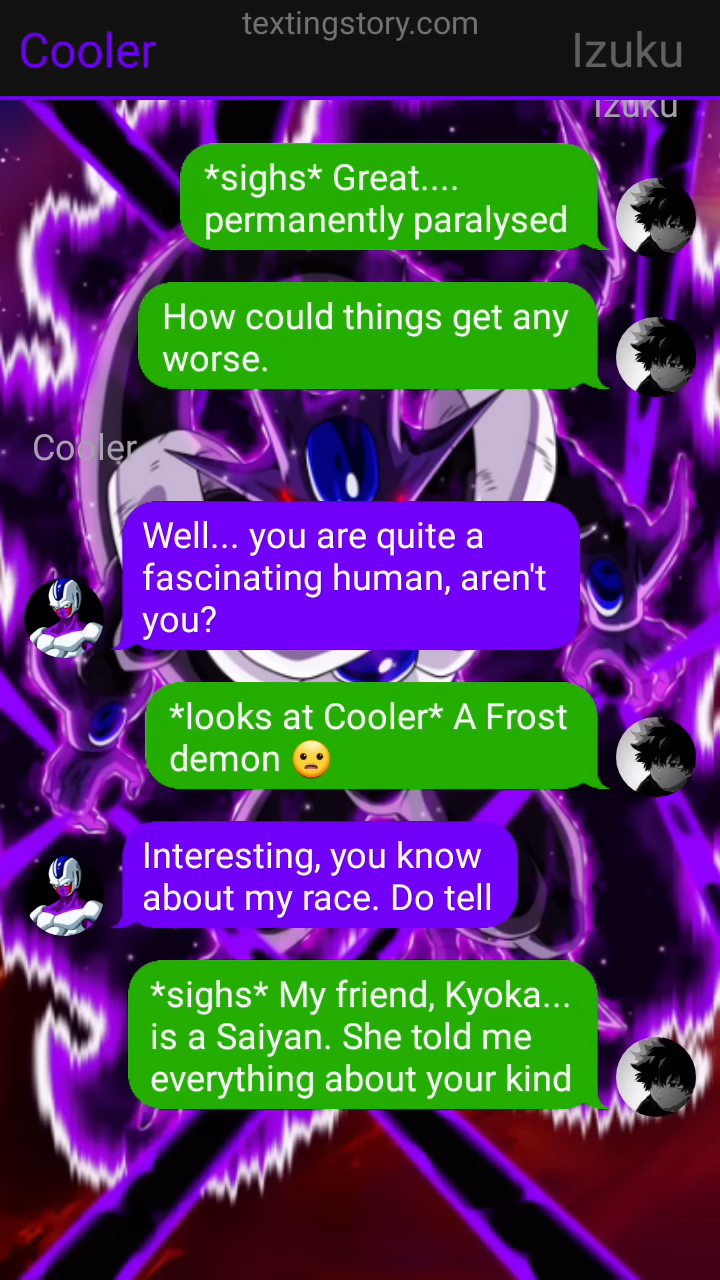 textingstory.com
Cooler
Izuku
Izuku
*sighs* Great....
permanently paralysed
How could things get any
worse.
Cooler
Well... you are quite a
fascinating human, aren't
you?
*looks at Cooler* A Frost
demon 😦
Interesting, you know
about my race. Do tell
*sighs* My friend, Kyoka...
is a Saiyan. She told me
everything about your kind